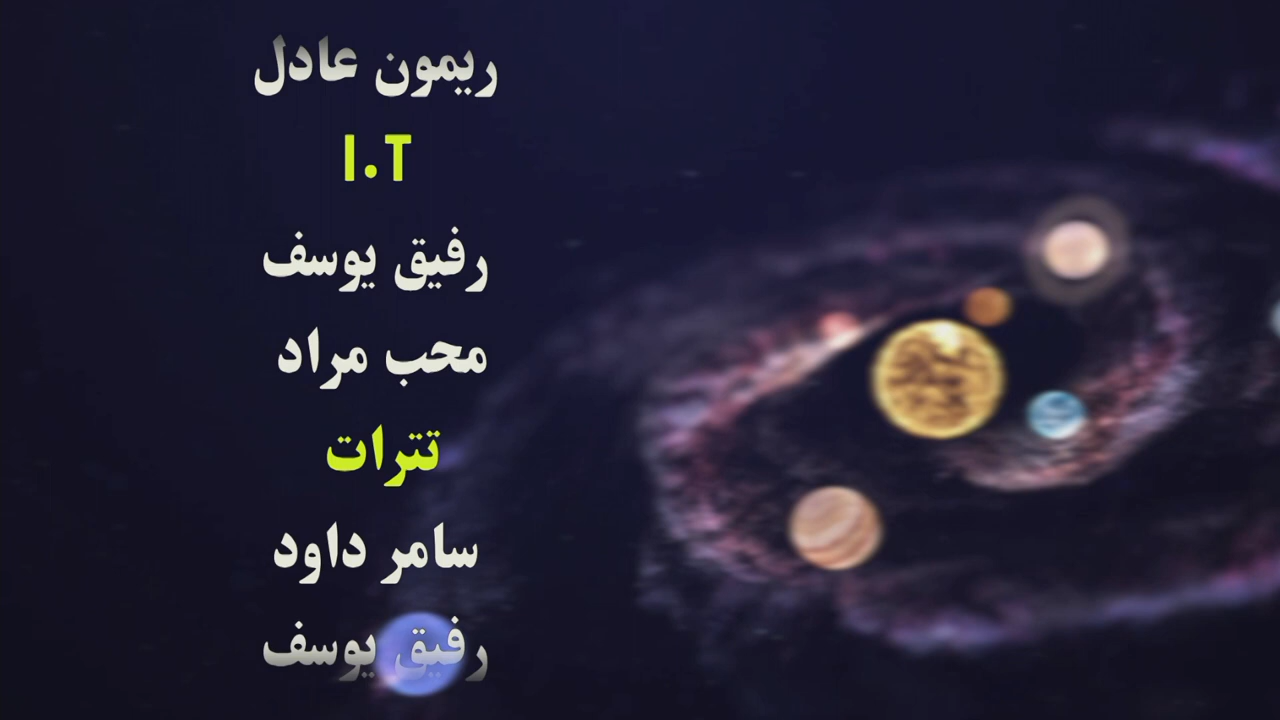 ريمون عادل
I.T
رفيق يوسف
محب مراد
تترات
سامر داود
رفيق يوسف